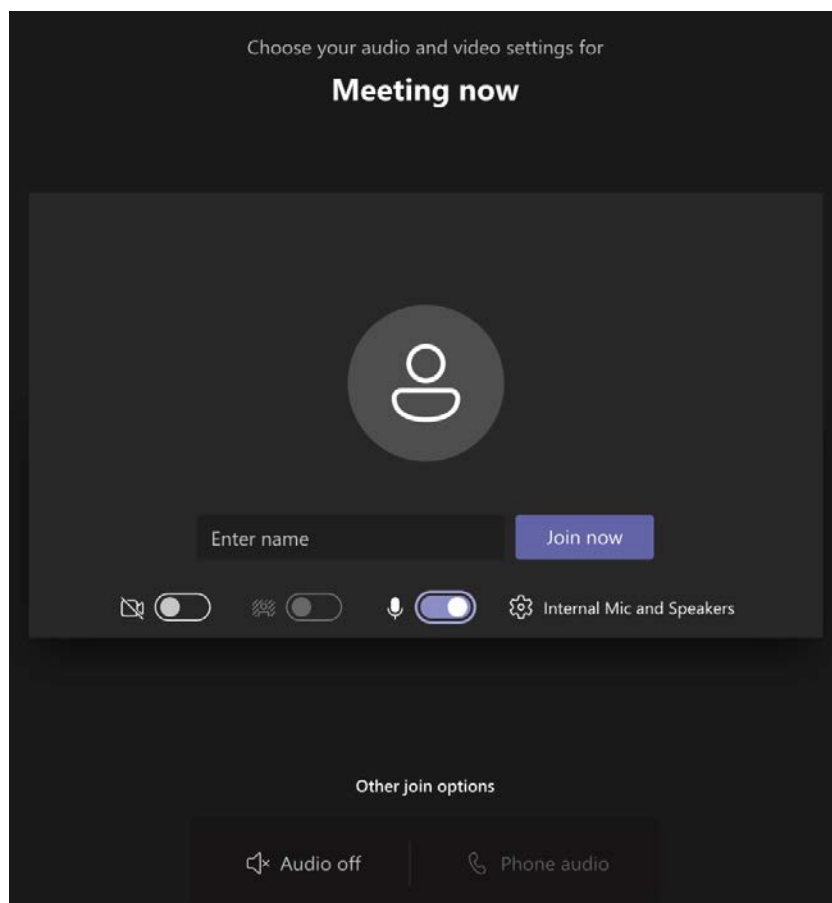 Choose your audio and video settings for
Meeting now
Enter name
Join now
Internal Mic and Speakers
Other join options
Audio off
Phone audio